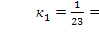 𝜅₁ = 1/23 =